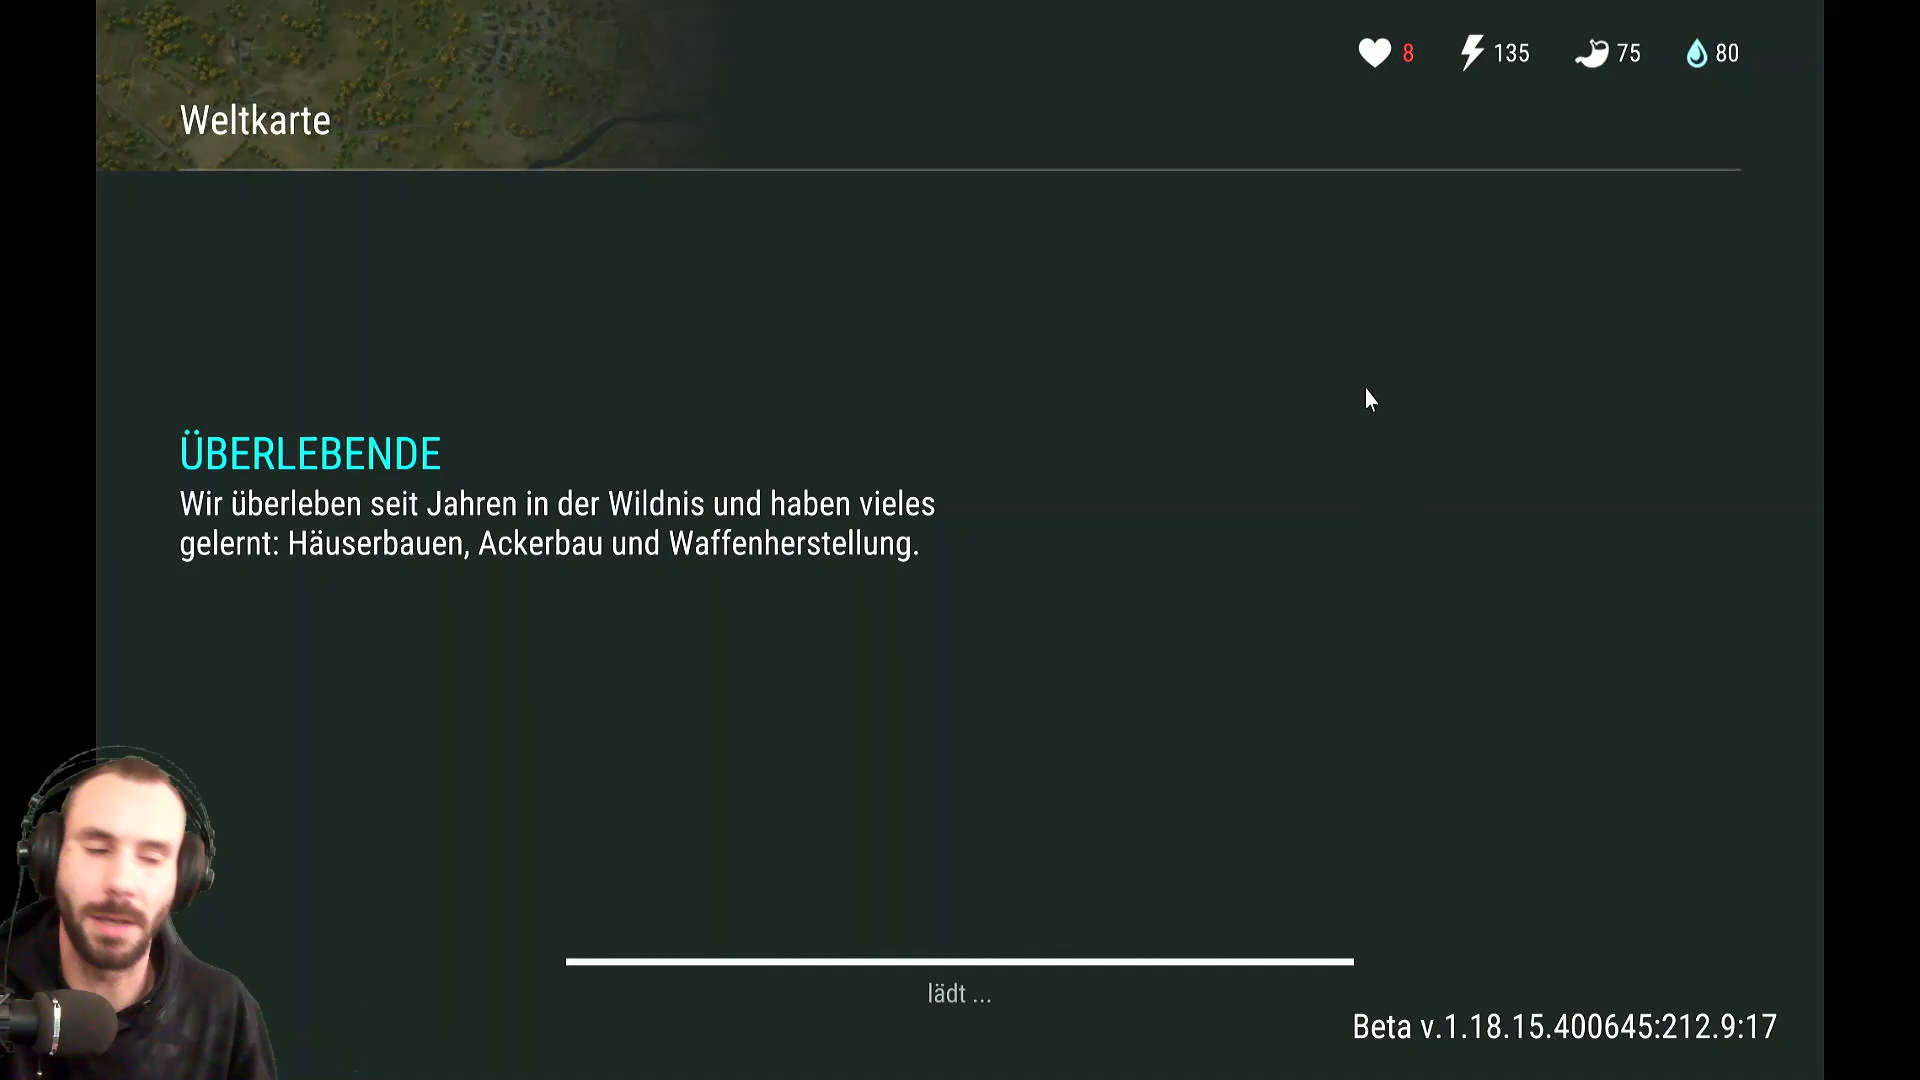 8 135 75 80
Weltkarte
ÜBERLEBENDE
Wir überleben seit Jahren in der Wildnis und haben vieles
gelernt: Häuserbauen, Ackerbau und Waffenherstellung.
lädt ...
Beta v.1.18.15.400645:212.9:17